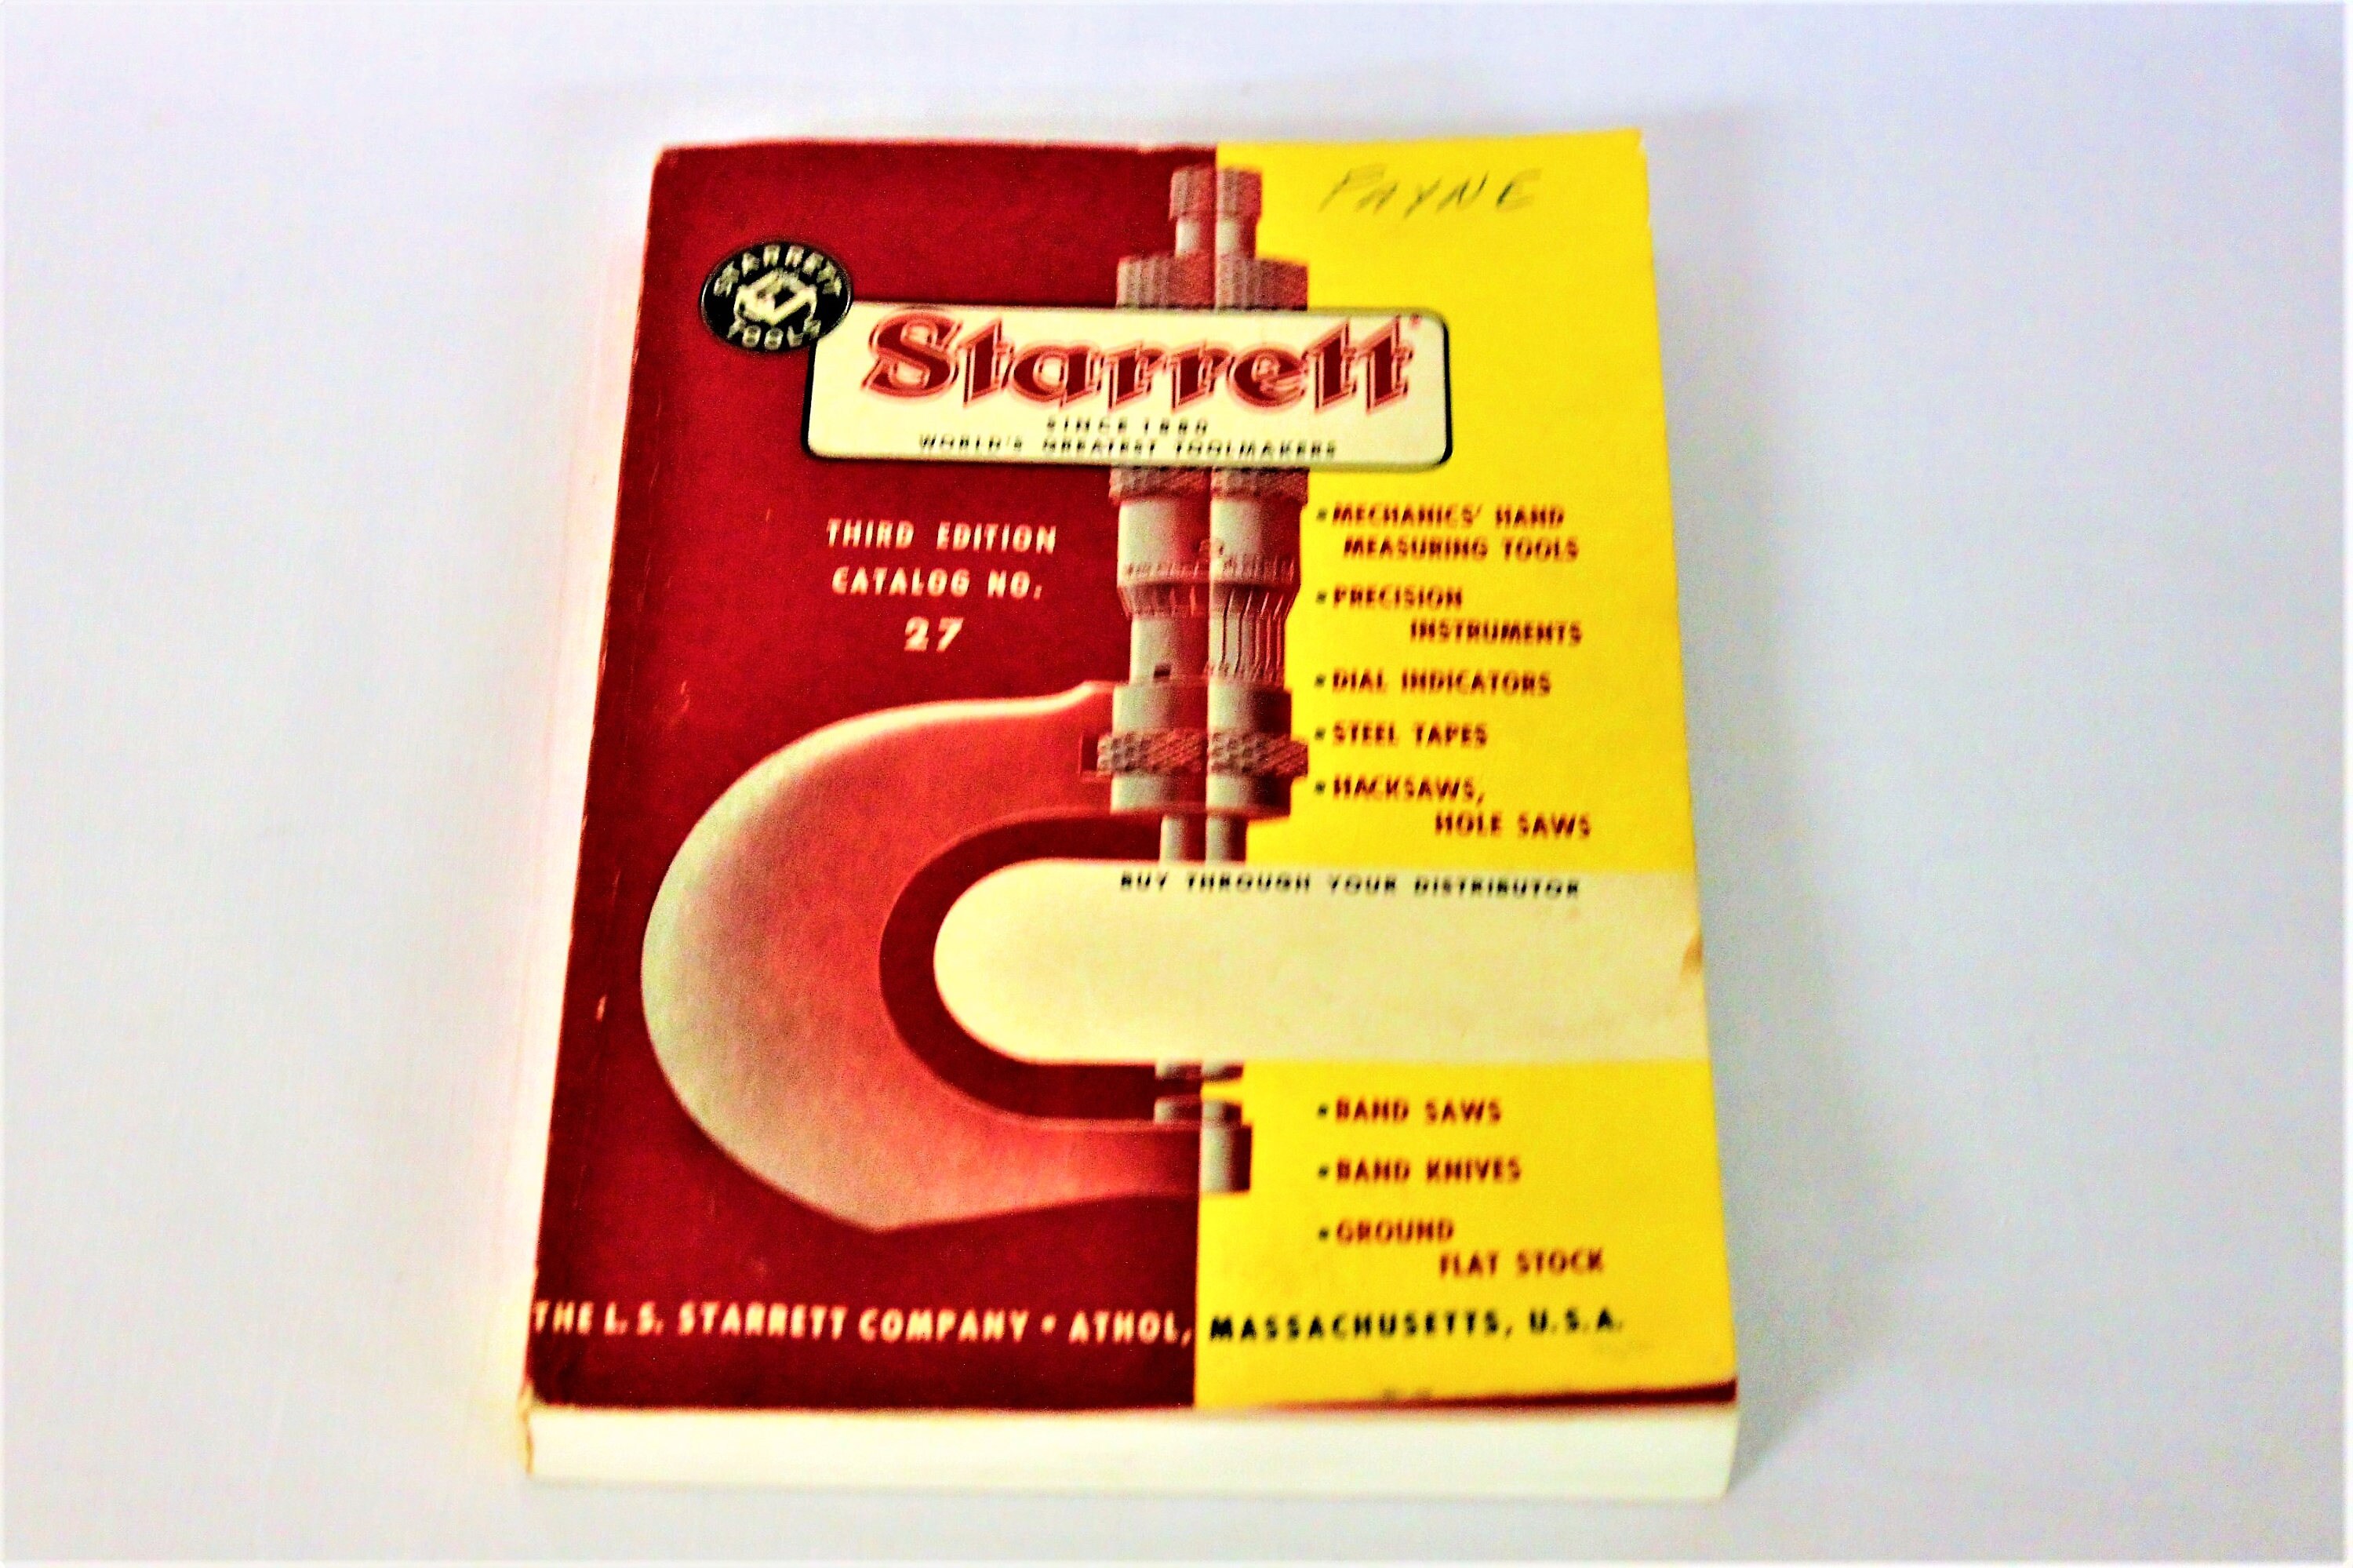 PAYNE
STARRETT
TOOLS
Starrett
SINCE 1880
WORLD'S GREATEST TOOLMAKERS
THIRD EDITION
CATALOG NO.
27
•MECHANICS' HAND
MEASURING TOOLS
•PRECISION
INSTRUMENTS
•DIAL INDICATORS
•STEEL TAPES
•HACKSAWS,
HOLE SAWS
BUY THROUGH YOUR DISTRIBUTOR
•BAND SAWS
•BAND KNIVES
•GROUND
FLAT STOCK
THE L. S. STARRETT COMPANY • ATHOL, MASSACHUSETTS, U.S.A.